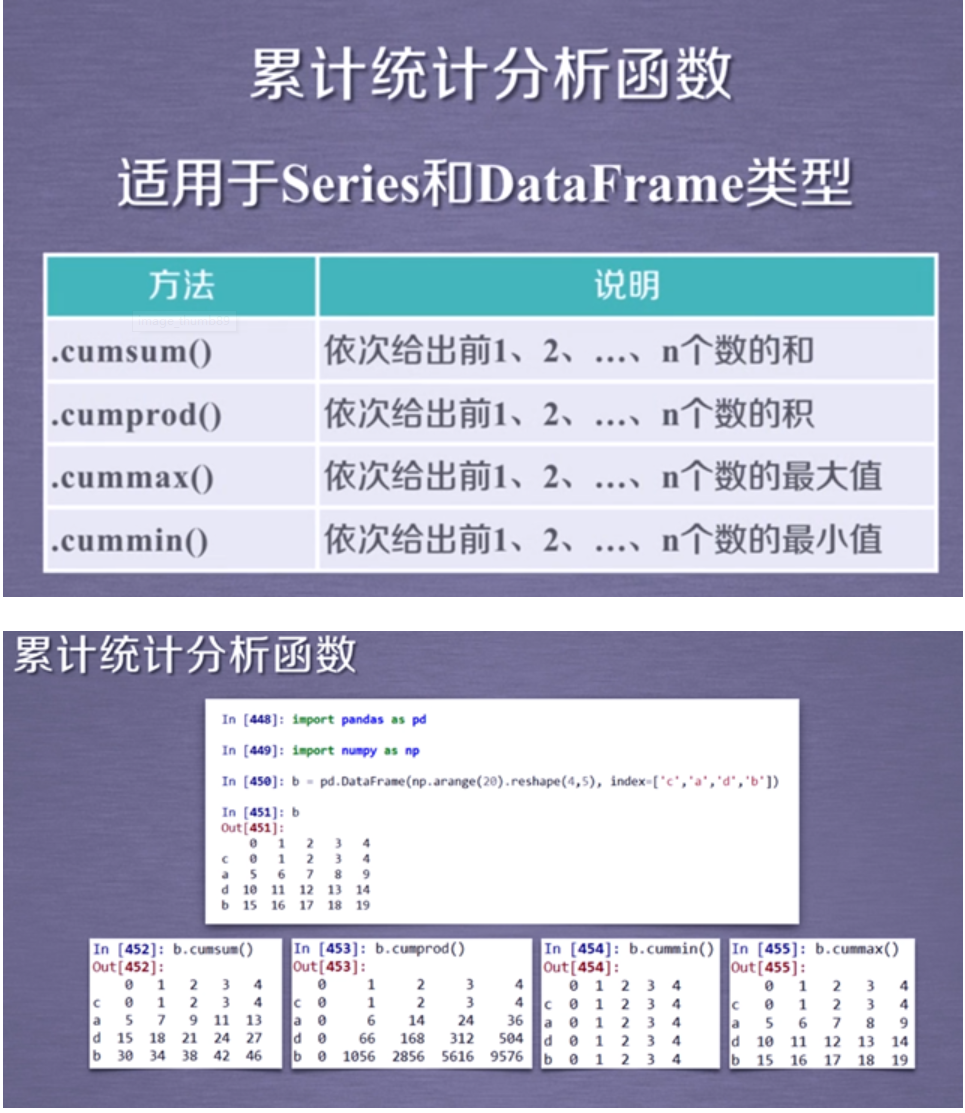 累计统计分析函数
适用于Series和DataFrame类型
方法 说明
image_thumbox
.cumsum() 依次给出前1、2、…、n个数的和
.cumprod() 依次给出前1、2、…、n个数的积
.cummax() 依次给出前1、2、…、n个数的最大值
.cummin() 依次给出前1、2、…、n个数的最小值
累计统计分析函数
In [448]: import pandas as pd
In [449]: import numpy as np
In [450]: b = pd.DataFrame(np.arange(20).reshape(4,5), index=['c','a','d','b'])
In [451]: b
Out[451]:
0 1 2 3 4
c 0 1 2 3 4
a 5 6 7 8 9
d 10 11 12 13 14
b 15 16 17 18 19
In [452]: b.cumsum()
Out[452]:
0 1 2 3 4
c 0 1 2 3 4
a 5 7 9 11 13
d 15 18 21 24 27
b 30 34 38 42 46
In [453]: b.cumprod()
Out[453]:
0 1 2 3 4
c 0 1 2 3 4
a 0 6 14 24 36
d 0 66 168 312 504
b 0 1056 2856 5616 9576
In [454]: b.cummin()
Out[454]:
0 1 2 3 4
c 0 1 2 3 4
a 0 1 2 3 4
d 0 1 2 3 4
b 0 1 2 3 4
In [455]: b.cummax()
Out[455]:
0 1 2 3 4
c 0 1 2 3 4
a 5 6 7 8 9
d 10 11 12 13 14
b 15 16 17 18 19